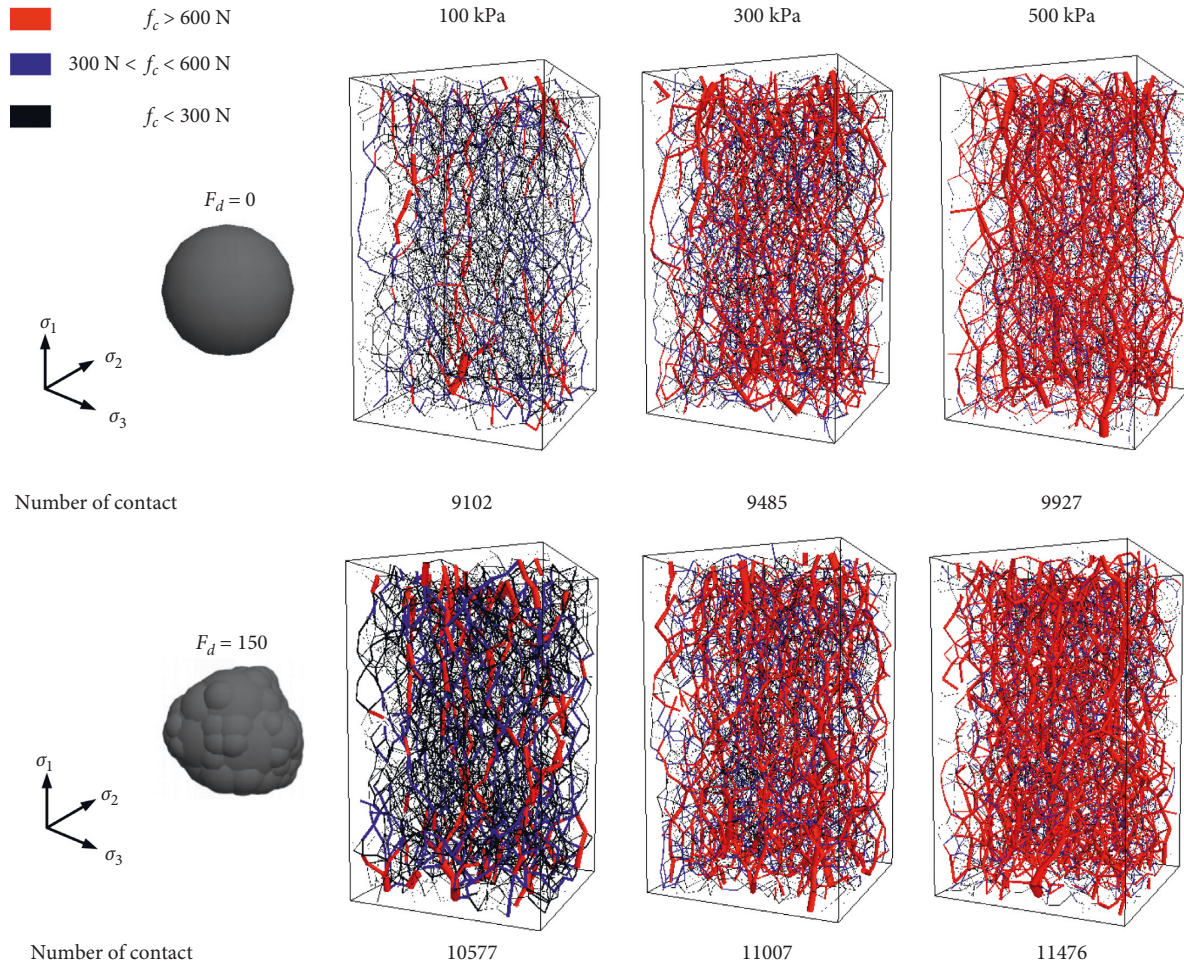 f_c > 600 N
300 N < f_c < 600 N
f_c < 300 N
100 kPa 300 kPa 500 kPa
F_d = 0
σ_1
σ_2
σ_3
Number of contact 9102 9485 9927
F_d = 150
σ_1
σ_2
σ_3
Number of contact 10577 11007 11476